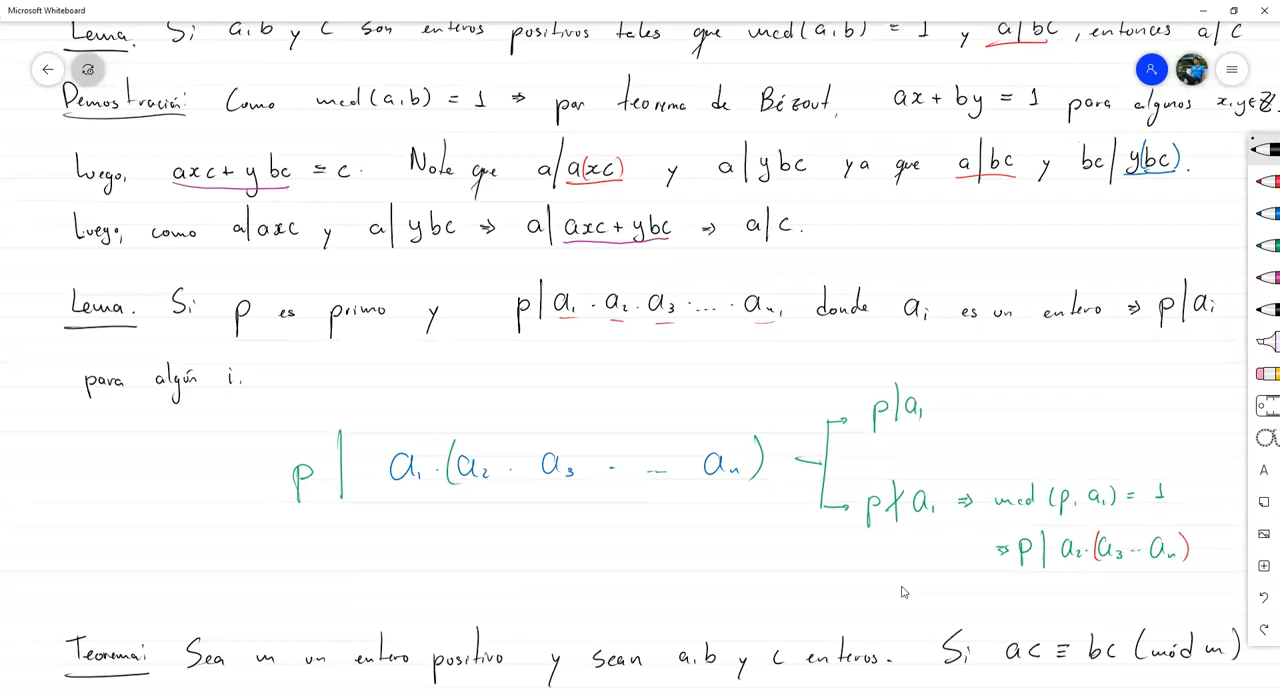 Microsoft Whiteboard
Lema. Si a,b y c son enteros positivos tales que mcd(a,b) = 1 y a|bc, entonces a|c
Demostración: Como mcd(a,b) = 1 ⇒ por teorema de Bézout, ax + by = 1 para algunos x,y∈ℤ.
Luego, axc + ybc = c. Note que a|a(xc) y a|ybc ya que a|bc y bc|y(bc).
Luego, como a|axc y a|ybc ⇒ a|axc + ybc ⇒ a|c.
Lema. Si p es primo y p|a₁·a₂·a₃·...·aₙ, donde aᵢ es un entero ⇒ p|aᵢ
para algún i.
p|a₁
p | a₁·(a₂·a₃·...aₙ)
p∤a₁ ⇒ mcd(p,a₁) = 1
⇒ p|a₂·(a₃...aₙ)
Teorema: Sea m un entero positivo y sean a,b y c enteros. Si ac ≡ bc (mód m)